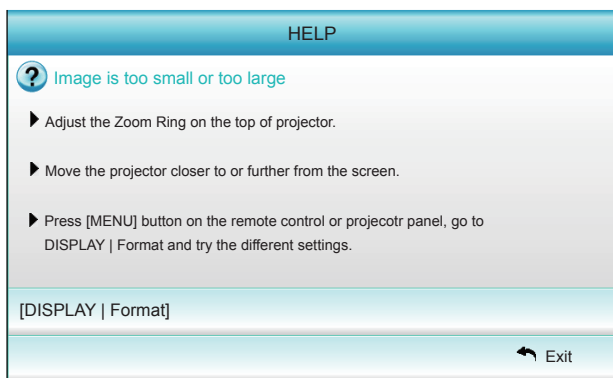 HELP
Image is too small or too large
Adjust the Zoom Ring on the top of projector.
Move the projector closer to or further from the screen.
Press [MENU] button on the remote control or projecotr panel, go to
DISPLAY | Format and try the different settings.
[DISPLAY | Format]
Exit